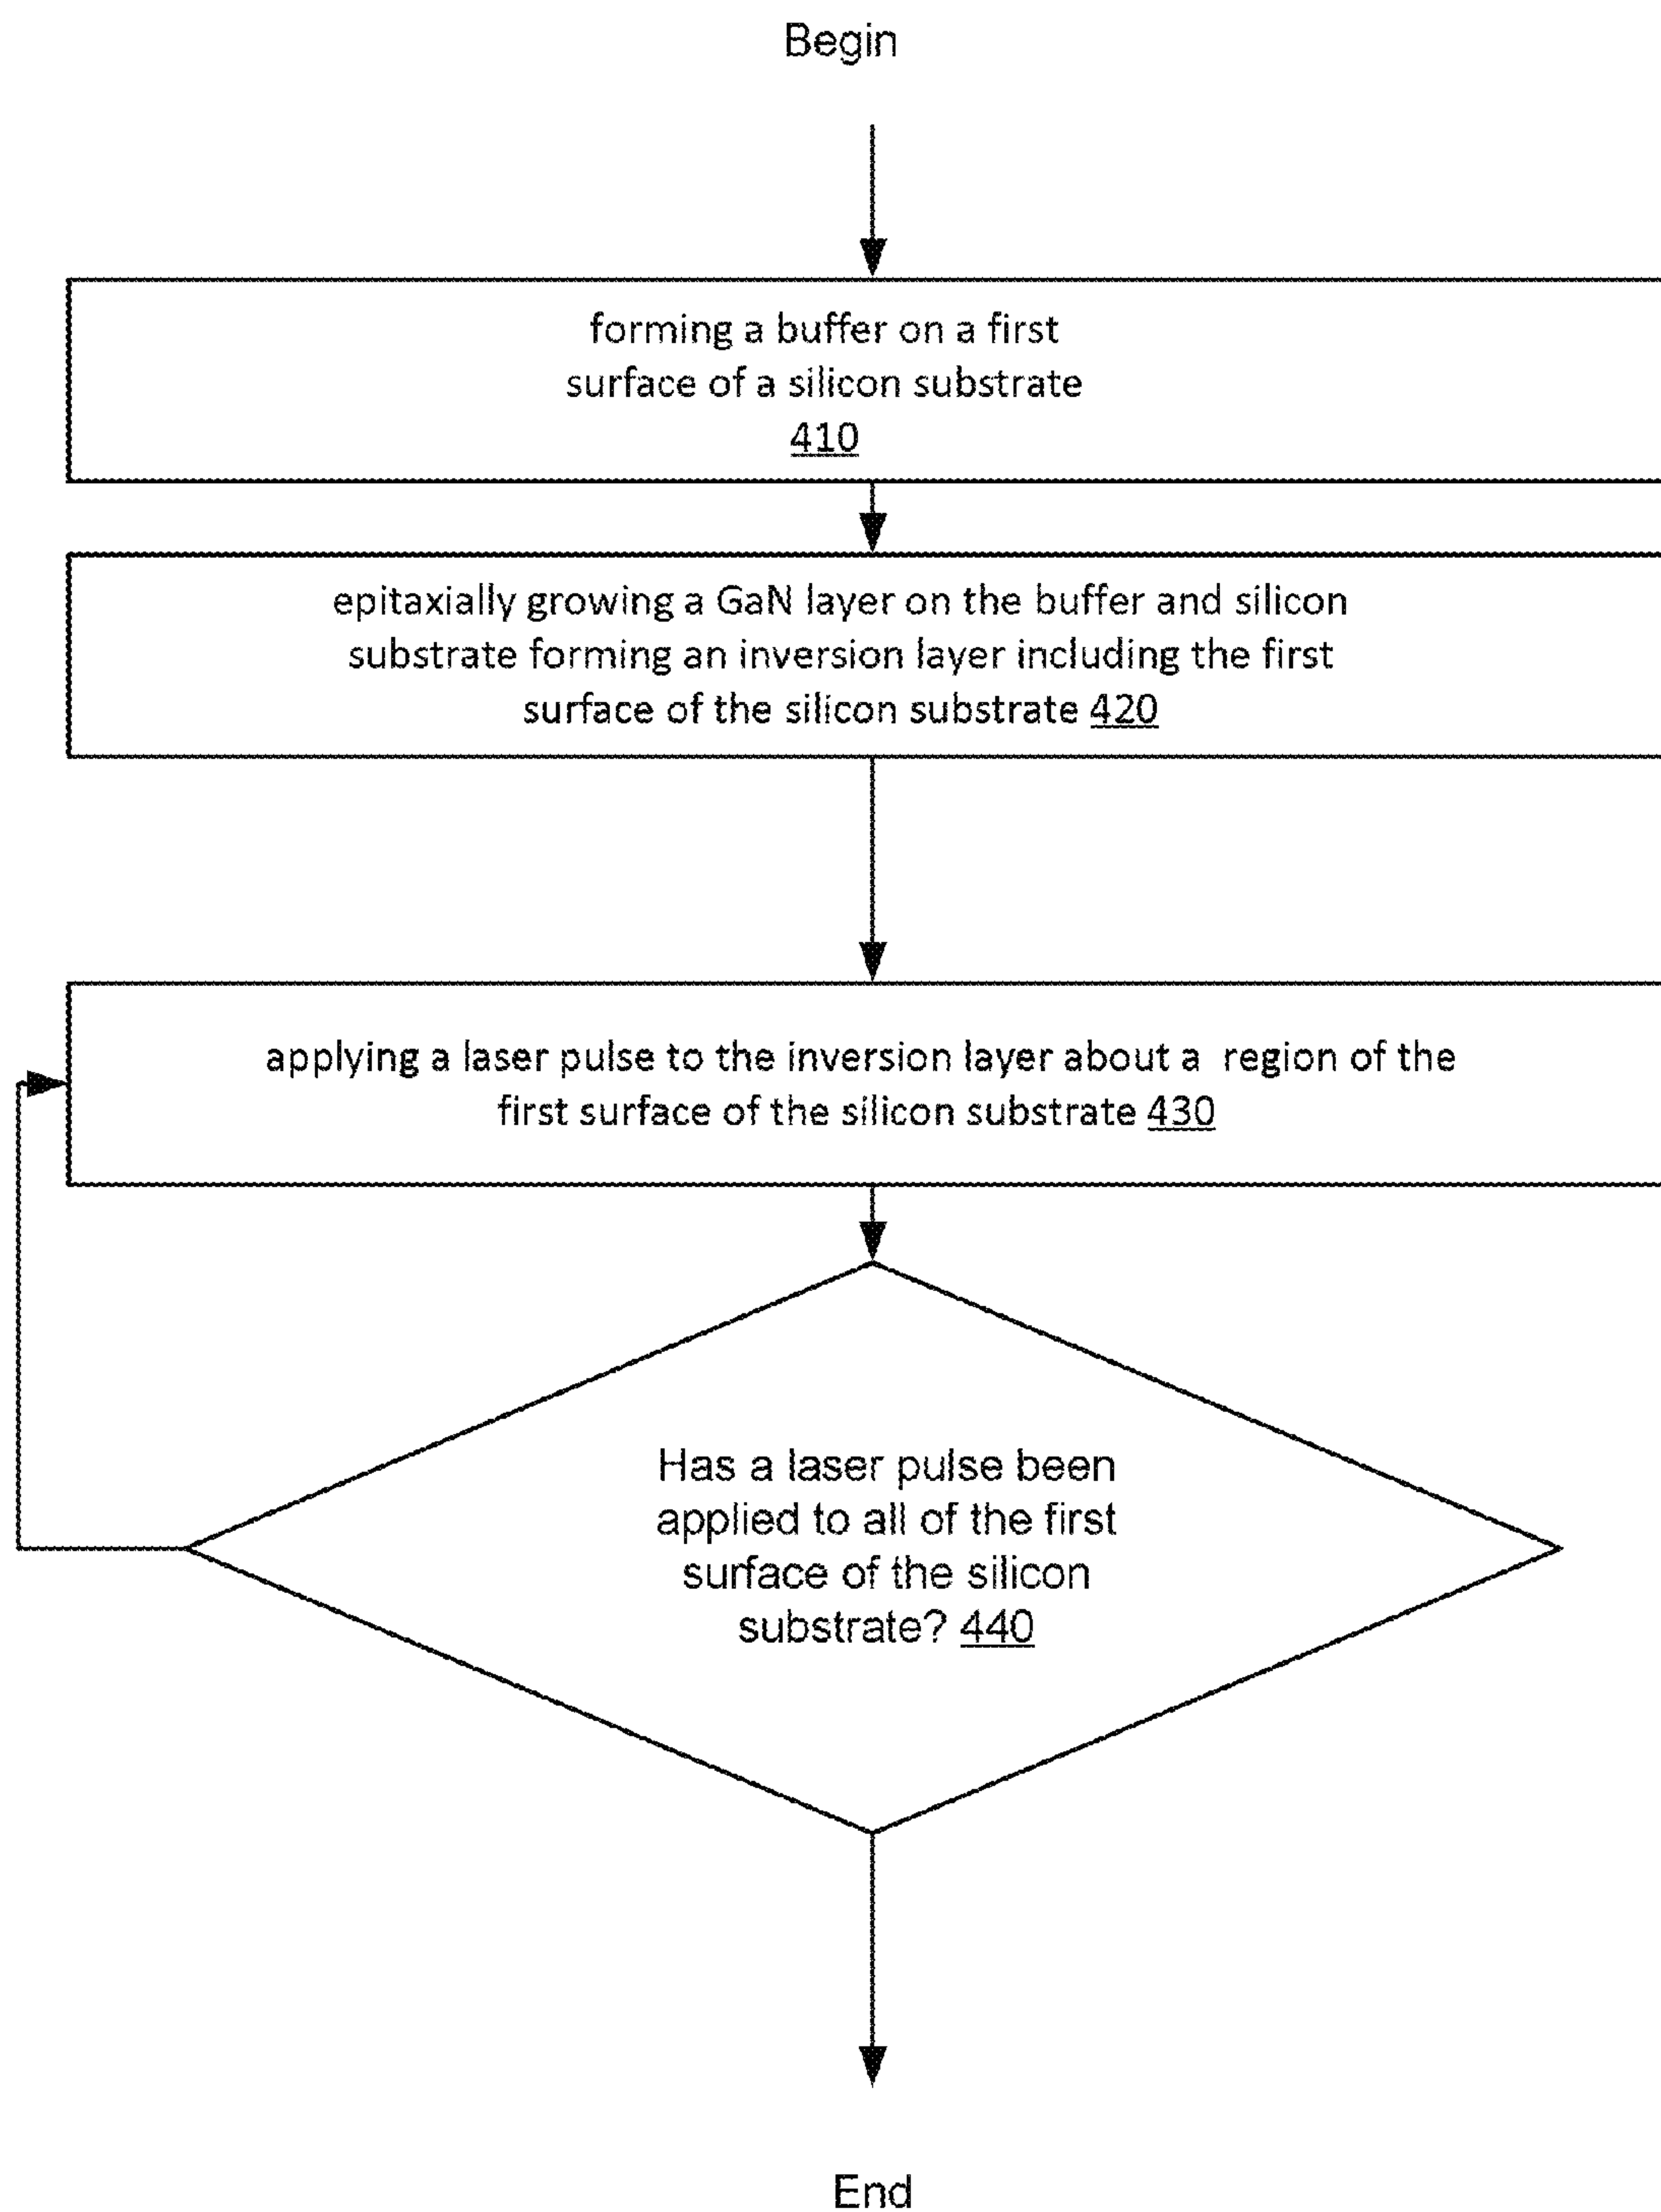 Begin
forming a buffer on a first
surface of a silicon substrate
410
epitaxially growing a GaN layer on the buffer and silicon
substrate forming an inversion layer including the first
surface of the silicon substrate 420
applying a laser pulse to the inversion layer about a region of the
first surface of the silicon substrate 430
Has a laser pulse been
applied to all of the first
surface of the silicon
substrate? 440
End